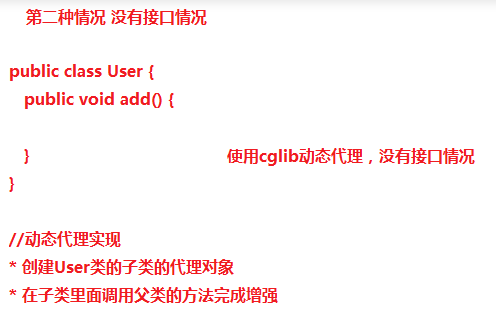 第二种情况 没有接口情况
public class User {
public void add() {
}
使用cglib动态代理，没有接口情况
}
//动态代理实现
* 创建User类的子类的代理对象
* 在子类里面调用父类的方法完成增强